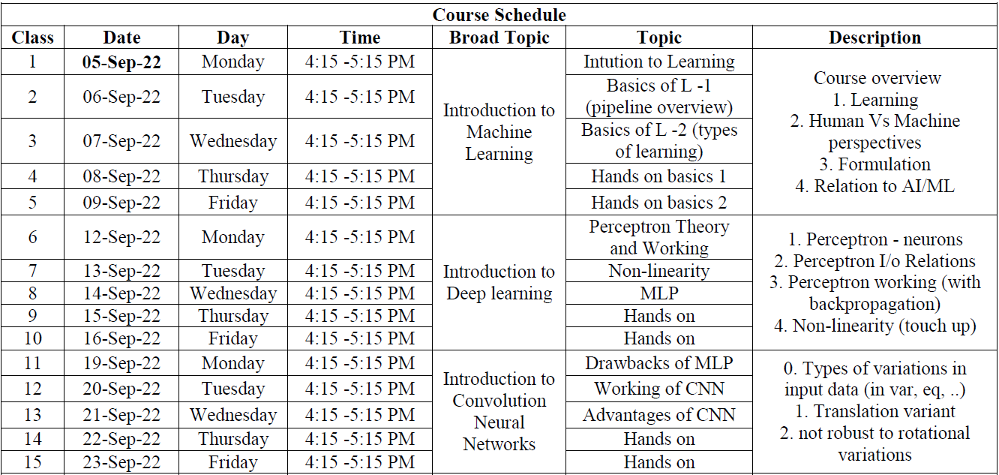 Course Schedule
Class Date Day Time Broad Topic Topic Description
1 05-Sep-22 Monday 4:15 -5:15 PM Intution to Learning
2 06-Sep-22 Tuesday 4:15 -5:15 PM Basics of L -1
(pipeline overview)
3 07-Sep-22 Wednesday 4:15 -5:15 PM Basics of L -2 (types
of learning)
4 08-Sep-22 Thursday 4:15 -5:15 PM Hands on basics 1
5 09-Sep-22 Friday 4:15 -5:15 PM Hands on basics 2
Introduction to
Machine
Learning
Course overview
1. Learning
2. Human Vs Machine
perspectives
3. Formulation
4. Relation to AI/ML
6 12-Sep-22 Monday 4:15 -5:15 PM Perceptron Theory
and Working
7 13-Sep-22 Tuesday 4:15 -5:15 PM Non-linearity
8 14-Sep-22 Wednesday 4:15 -5:15 PM MLP
9 15-Sep-22 Thursday 4:15 -5:15 PM Hands on
10 16-Sep-22 Friday 4:15 -5:15 PM Hands on
Introduction to
Deep learning
1. Perceptron - neurons
2. Perceptron I/o Relations
3. Perceptron working (with
backpropagation)
4. Non-linearity (touch up)
11 19-Sep-22 Monday 4:15 -5:15 PM Drawbacks of MLP
12 20-Sep-22 Tuesday 4:15 -5:15 PM Working of CNN
13 21-Sep-22 Wednesday 4:15 -5:15 PM Advantages of CNN
14 22-Sep-22 Thursday 4:15 -5:15 PM Hands on
15 23-Sep-22 Friday 4:15 -5:15 PM Hands on
Introduction to
Convolution
Neural
Networks
0. Types of variations in
input data (in var, eq, ..)
1. Translation variant
2. not robust to rotational
variations